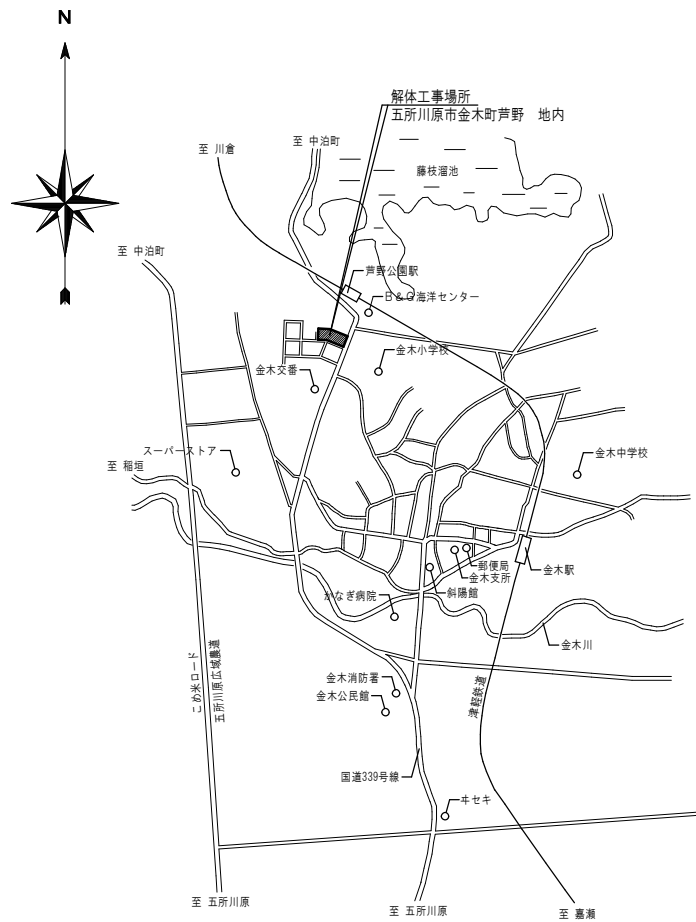 N
解体工事場所
五所川原市金木町芦野　地内
至 中泊町
至 川倉
藤枝溜池
至 中泊町
芦野公園駅
B＆G海洋センター
金木小学校
金木交番
スーパーストア
金木中学校
至 稲垣
郵便局
金木支所
金木駅
斜陽館
かなぎ病院
金木川
こめ米ロード
五所川原広域農道
金木消防署
津軽鉄道
金木公民館
国道339号線
ヰセキ
至 五所川原
至 五所川原
至 嘉瀬